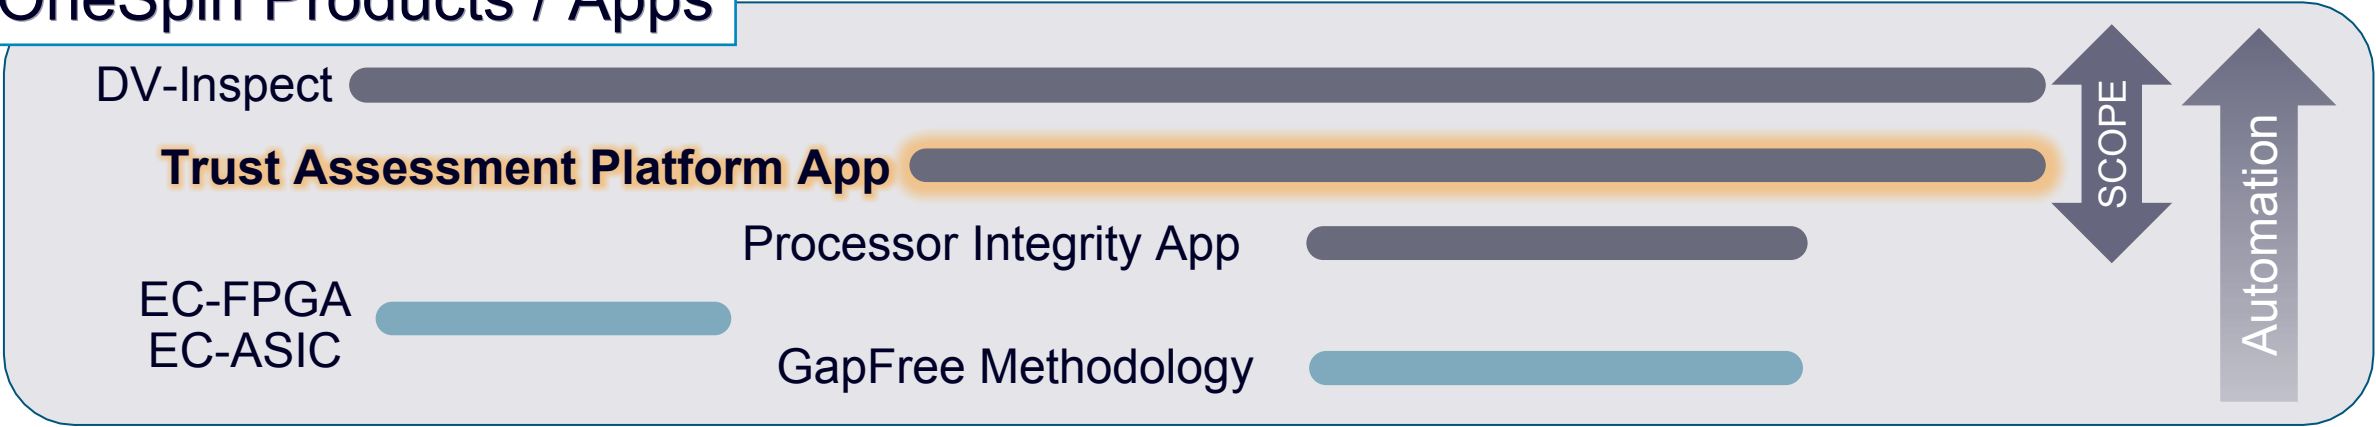 OneSpin Products / Apps
DV-Inspect
Trust Assessment Platform App
Processor Integrity App
EC-FPGA
EC-ASIC
GapFree Methodology
SCOPE
Automation